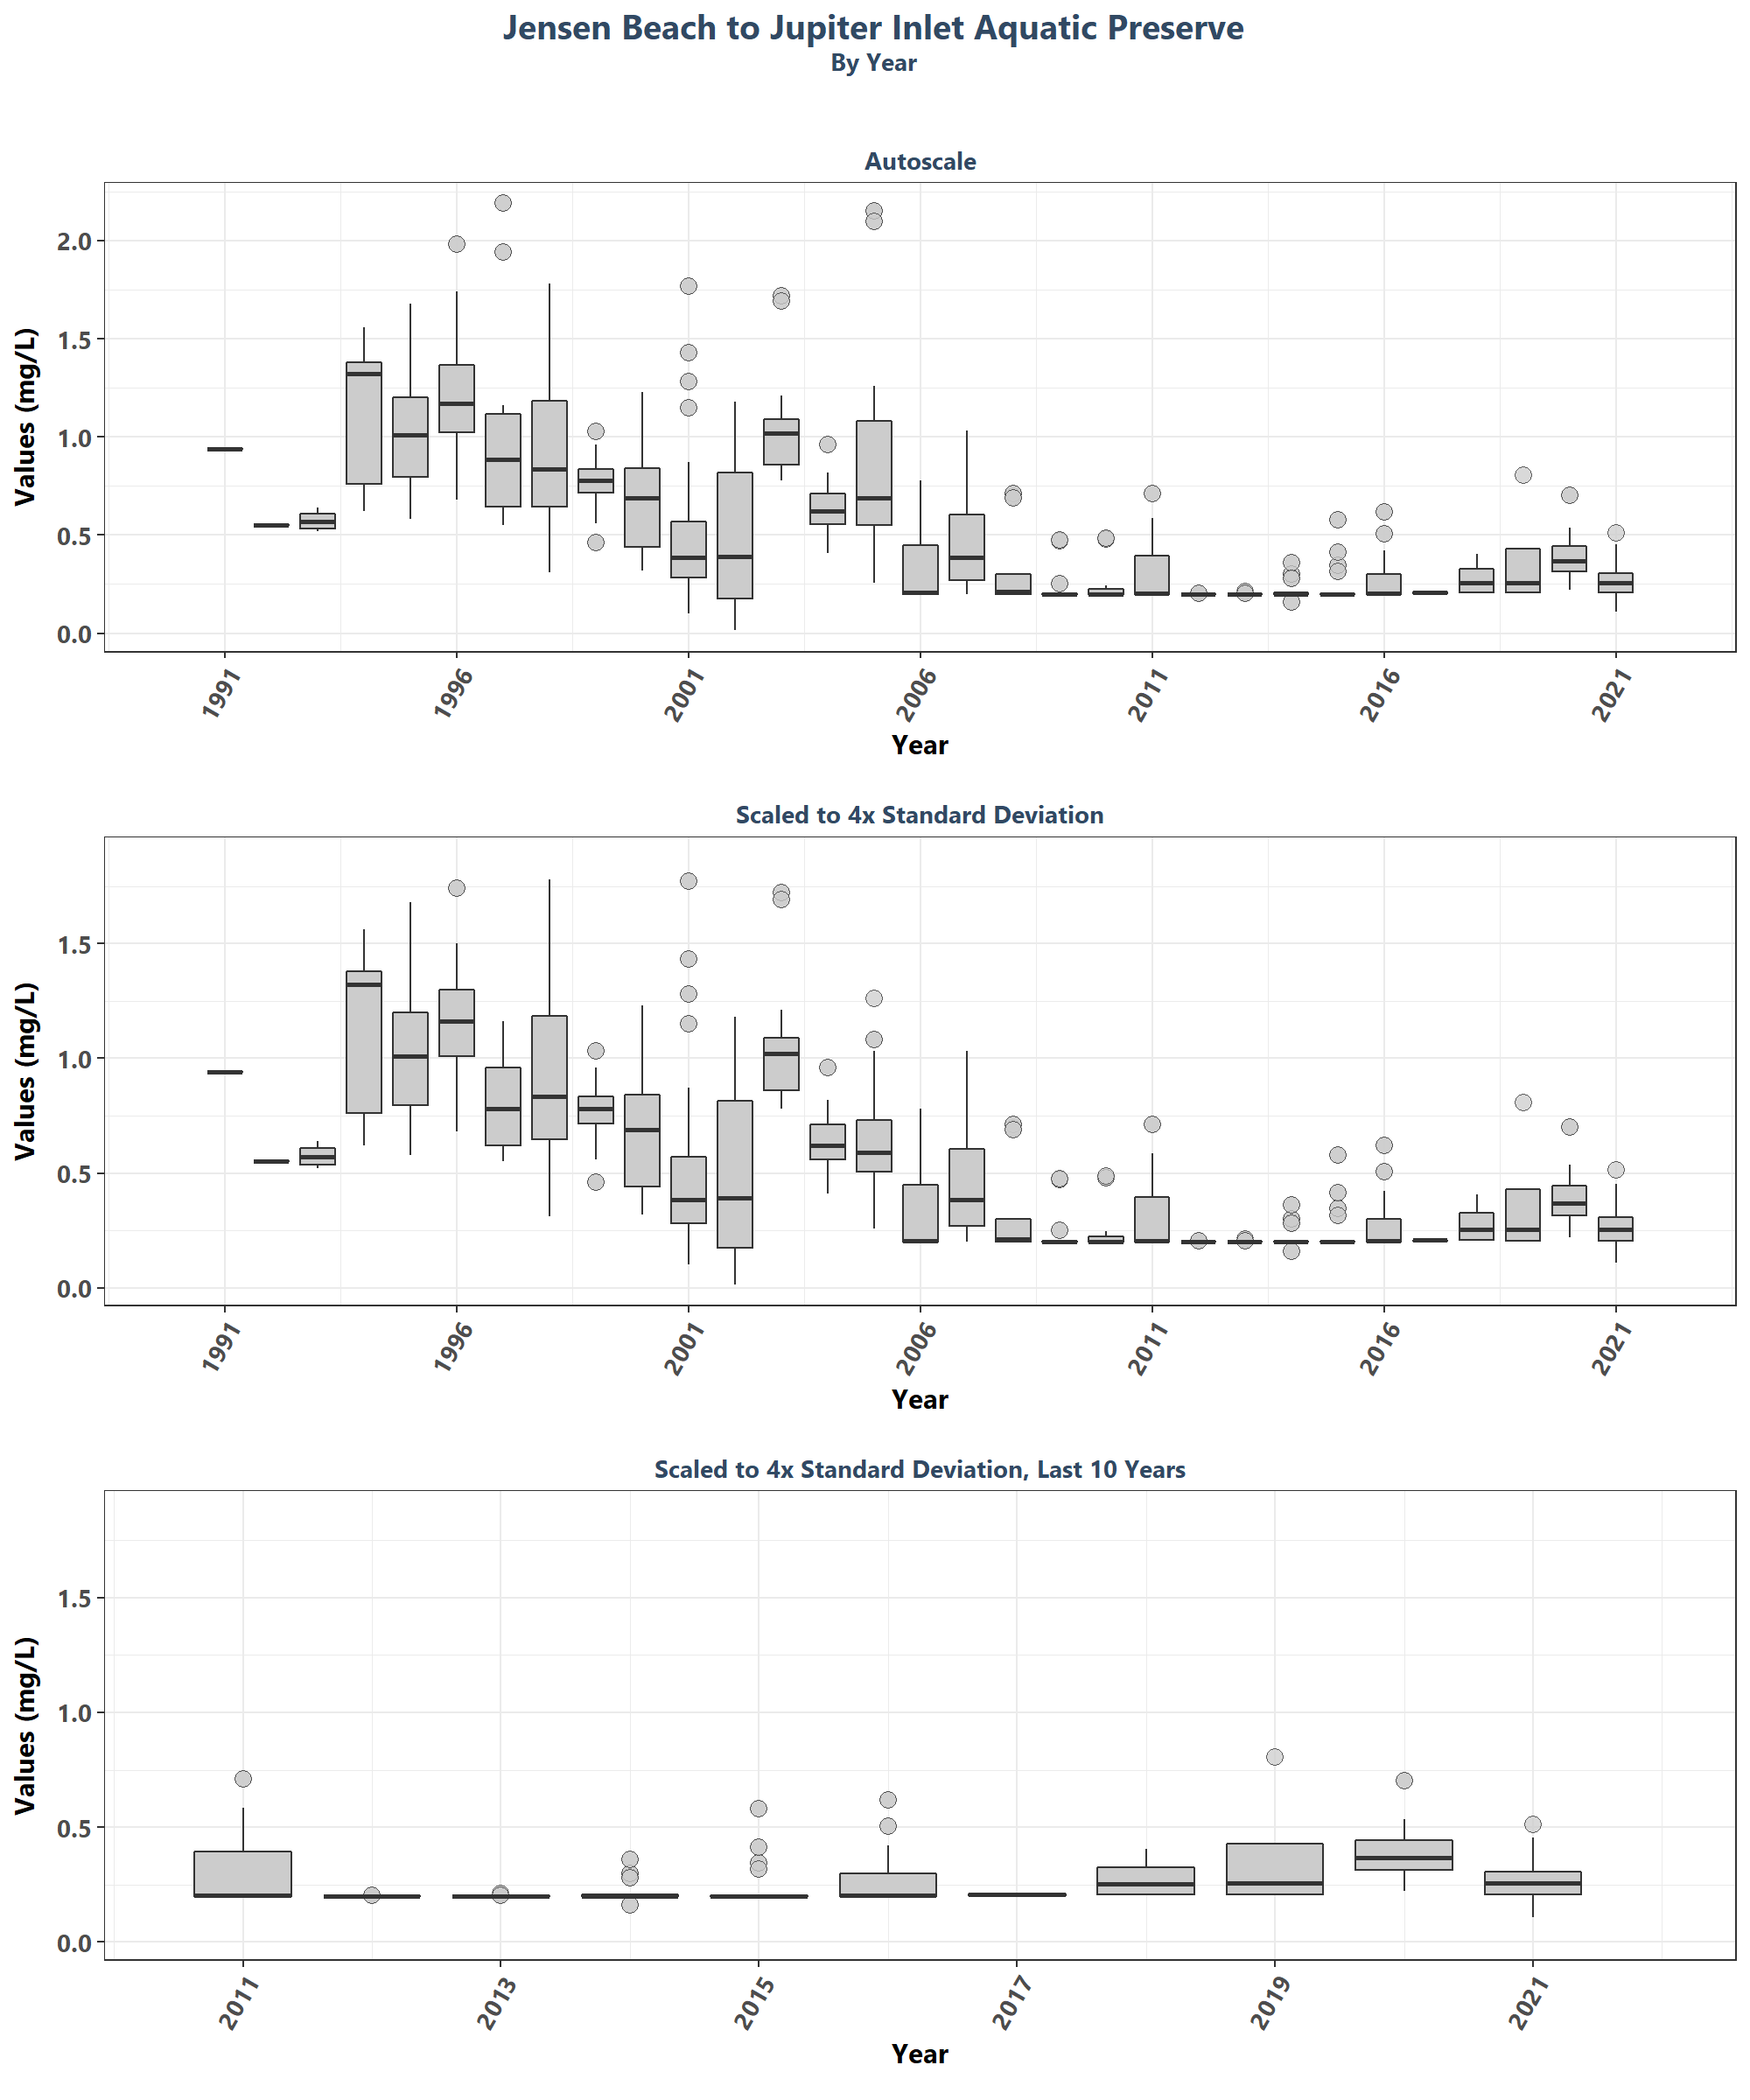 Jensen Beach to Jupiter Inlet Aquatic Preserve
By Year
Autoscale
Values (mg/L)
2.0
1.5
1.0
0.5
0.0
1991 1996 2001 2006 2011 2016 2021
Year
Scaled to 4x Standard Deviation
Values (mg/L)
1.5
1.0
0.5
0.0
1991 1996 2001 2006 2011 2016 2021
Year
Scaled to 4x Standard Deviation, Last 10 Years
Values (mg/L)
1.5
1.0
0.5
0.0
2011 2013 2015 2017 2019 2021
Year